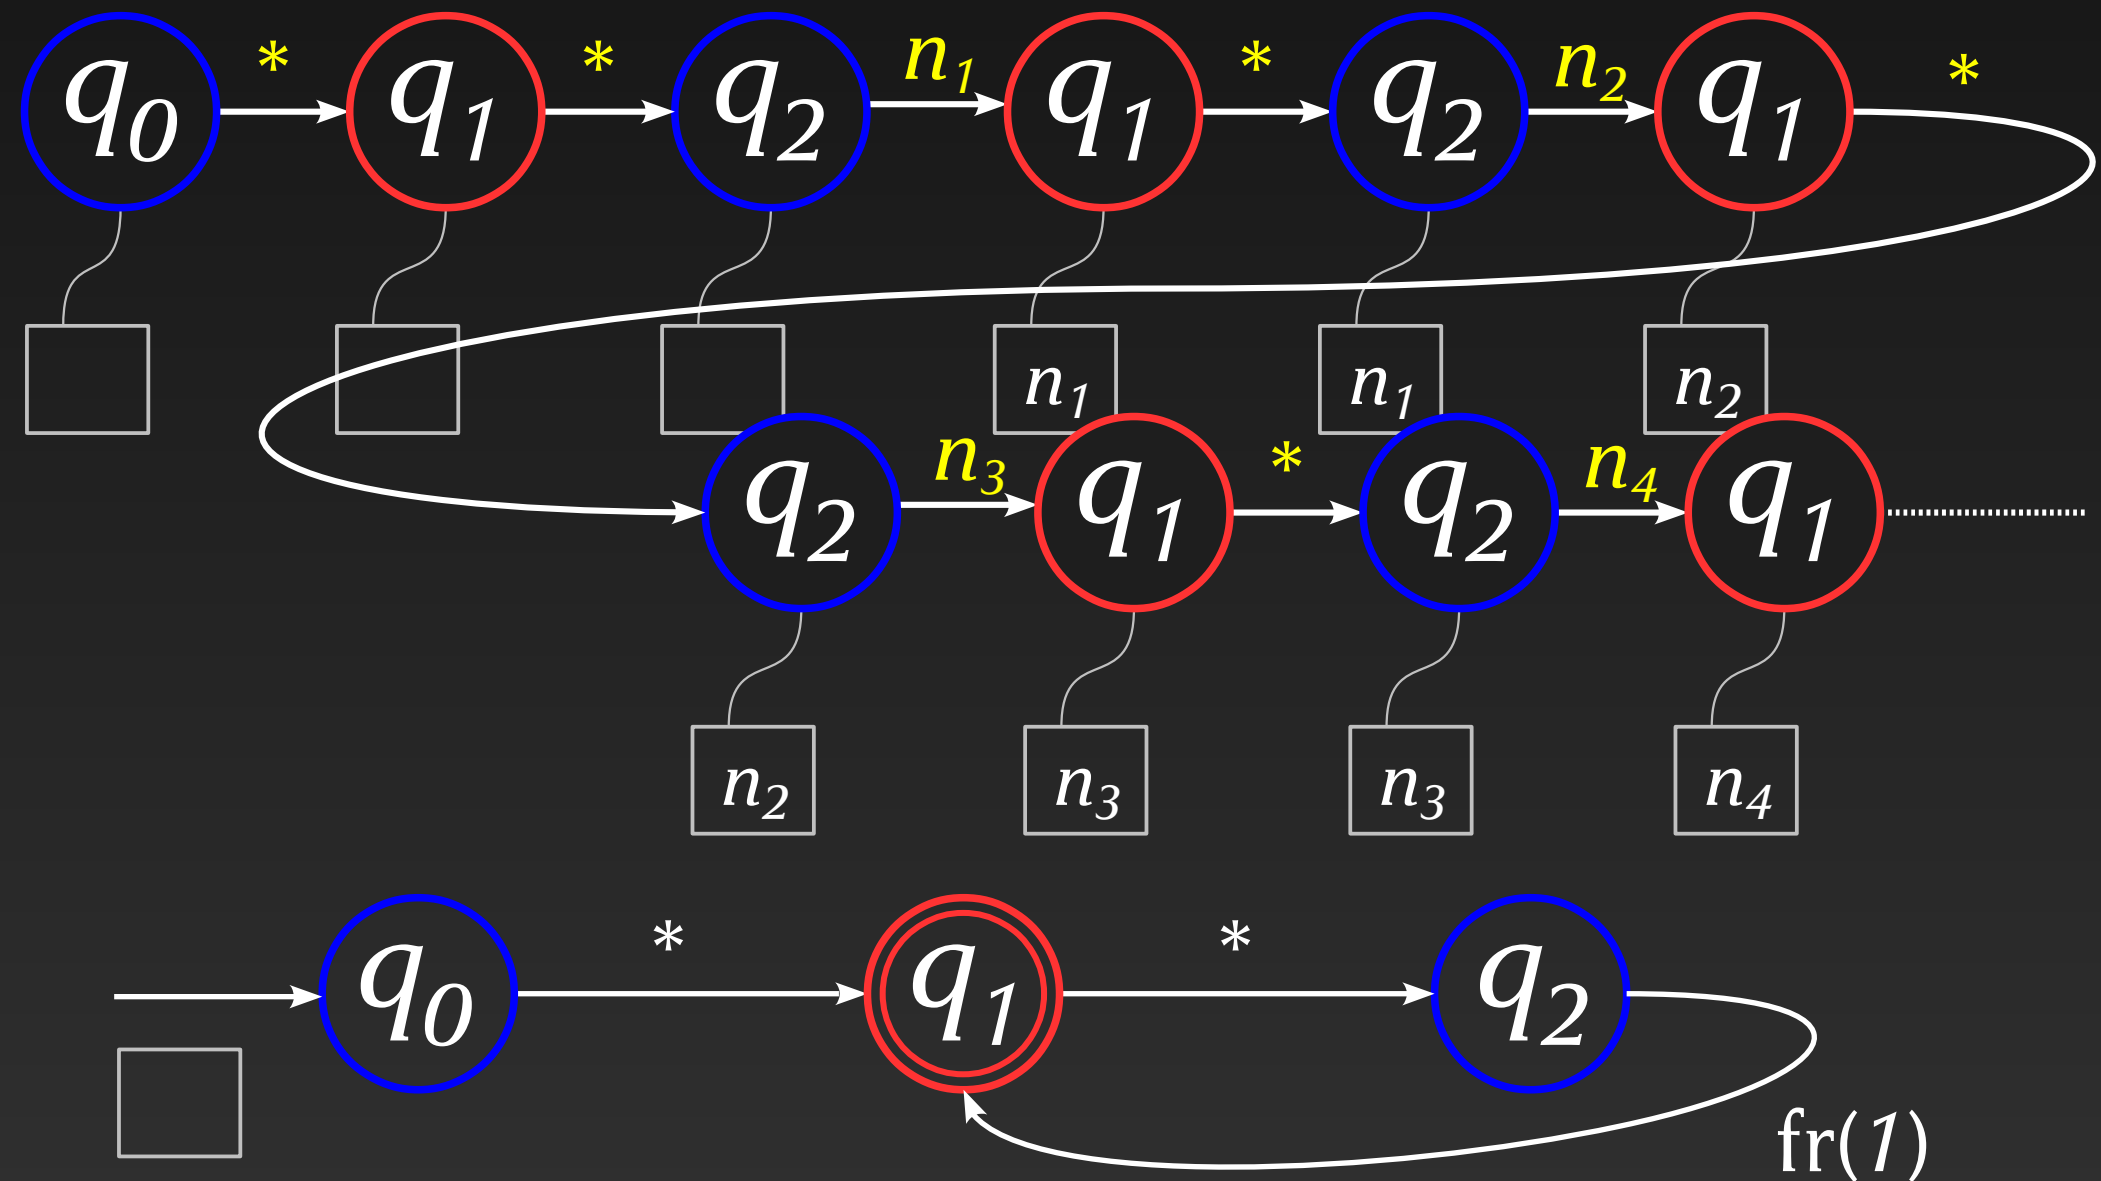 q₀ * q₁ * q₂ n₁ q₁ * q₂ n₂ q₁ *
n₁ n₁ n₂
q₂ n₃ q₁ * q₂ n₄ q₁
n₂ n₃ n₃ n₄
q₀ * q₁ * q₂
fr(1)